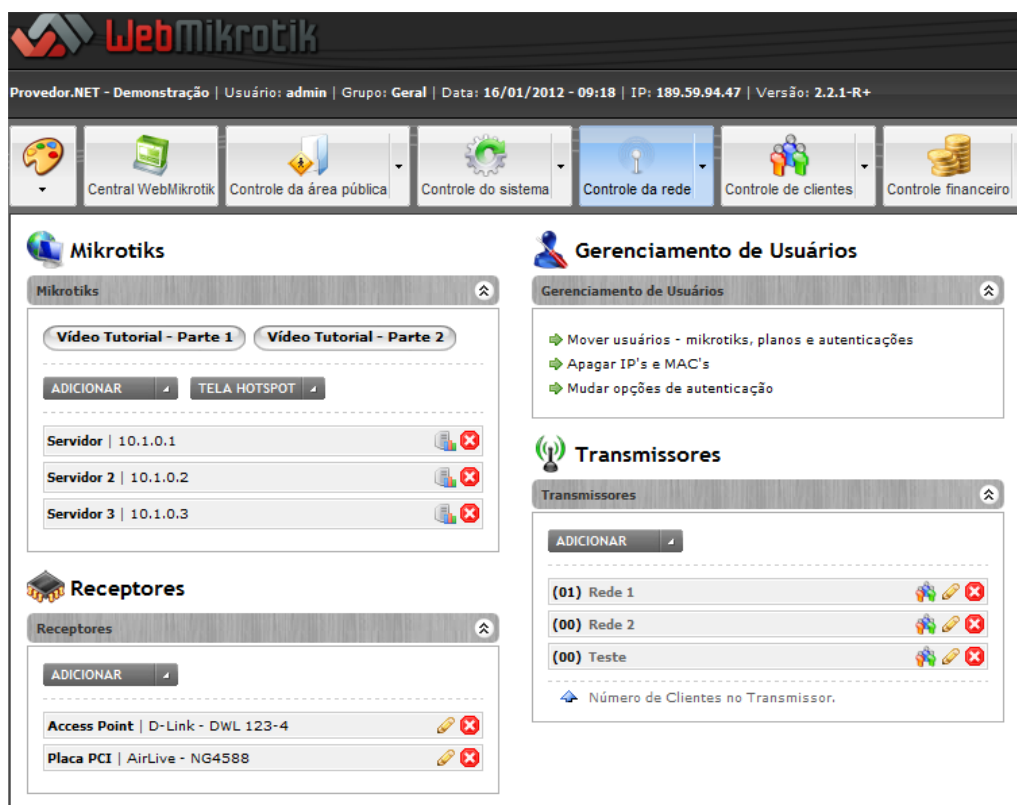 WebMikrotik
Provedor.NET - Demonstração | Usuário: admin | Grupo: Geral | Data: 16/01/2012 - 09:18 | IP: 189.59.94.47 | Versão: 2.2.1-R+
Central WebMikrotik
Controle da área pública
Controle do sistema
Controle da rede
Controle de clientes
Controle financeiro
Mikrotiks
Mikrotiks
Vídeo Tutorial - Parte 1
Vídeo Tutorial - Parte 2
ADICIONAR
TELA HOTSPOT
Servidor | 10.1.0.1
Servidor 2 | 10.1.0.2
Servidor 3 | 10.1.0.3
Receptores
Receptores
ADICIONAR
Access Point | D-Link - DWL 123-4
Placa PCI | AirLive - NG4588
Gerenciamento de Usuários
Gerenciamento de Usuários
Mover usuários - mikrotiks, planos e autenticações
Apagar IP's e MAC's
Mudar opções de autenticação
Transmissores
Transmissores
ADICIONAR
(01) Rede 1
(00) Rede 2
(00) Teste
Número de Clientes no Transmissor.